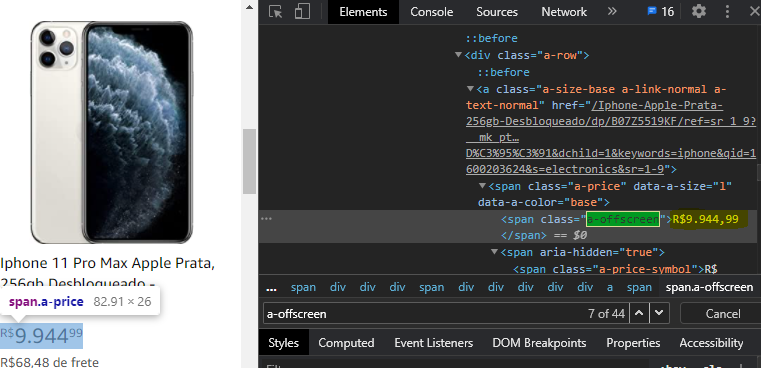 Iphone 11 Pro Max Apple Prata,
256gb Desbloqueado -
span.a-price 82.91 × 26
R$9.944,99
R$68,48 de frete
Elements Console Sources Network » 16
::before
<div class="a-row">
::before
<a class="a-size-base a-link-normal a-
text-normal" href="/Iphone-Apple-Prata-
256gb-Desbloqueado/dp/B07Z5519KF/ref=sr_1_9?
__mk_pt…
D%C3%95%C3%91&dchild=1&keywords=iphone&qid=1
600203624&s=electronics&sr=1-9">
<span class="a-price" data-a-size="l"
data-a-color="base">
<span class="a-offscreen">R$9.944,99
</span> == $0
<span aria-hidden="true">
<span class="a-price-symbol">R$
... span div div div span div div div div a span span.a-offscreen
a-offscreen 7 of 44 Cancel
Styles Computed Event Listeners DOM Breakpoints Properties Accessibility